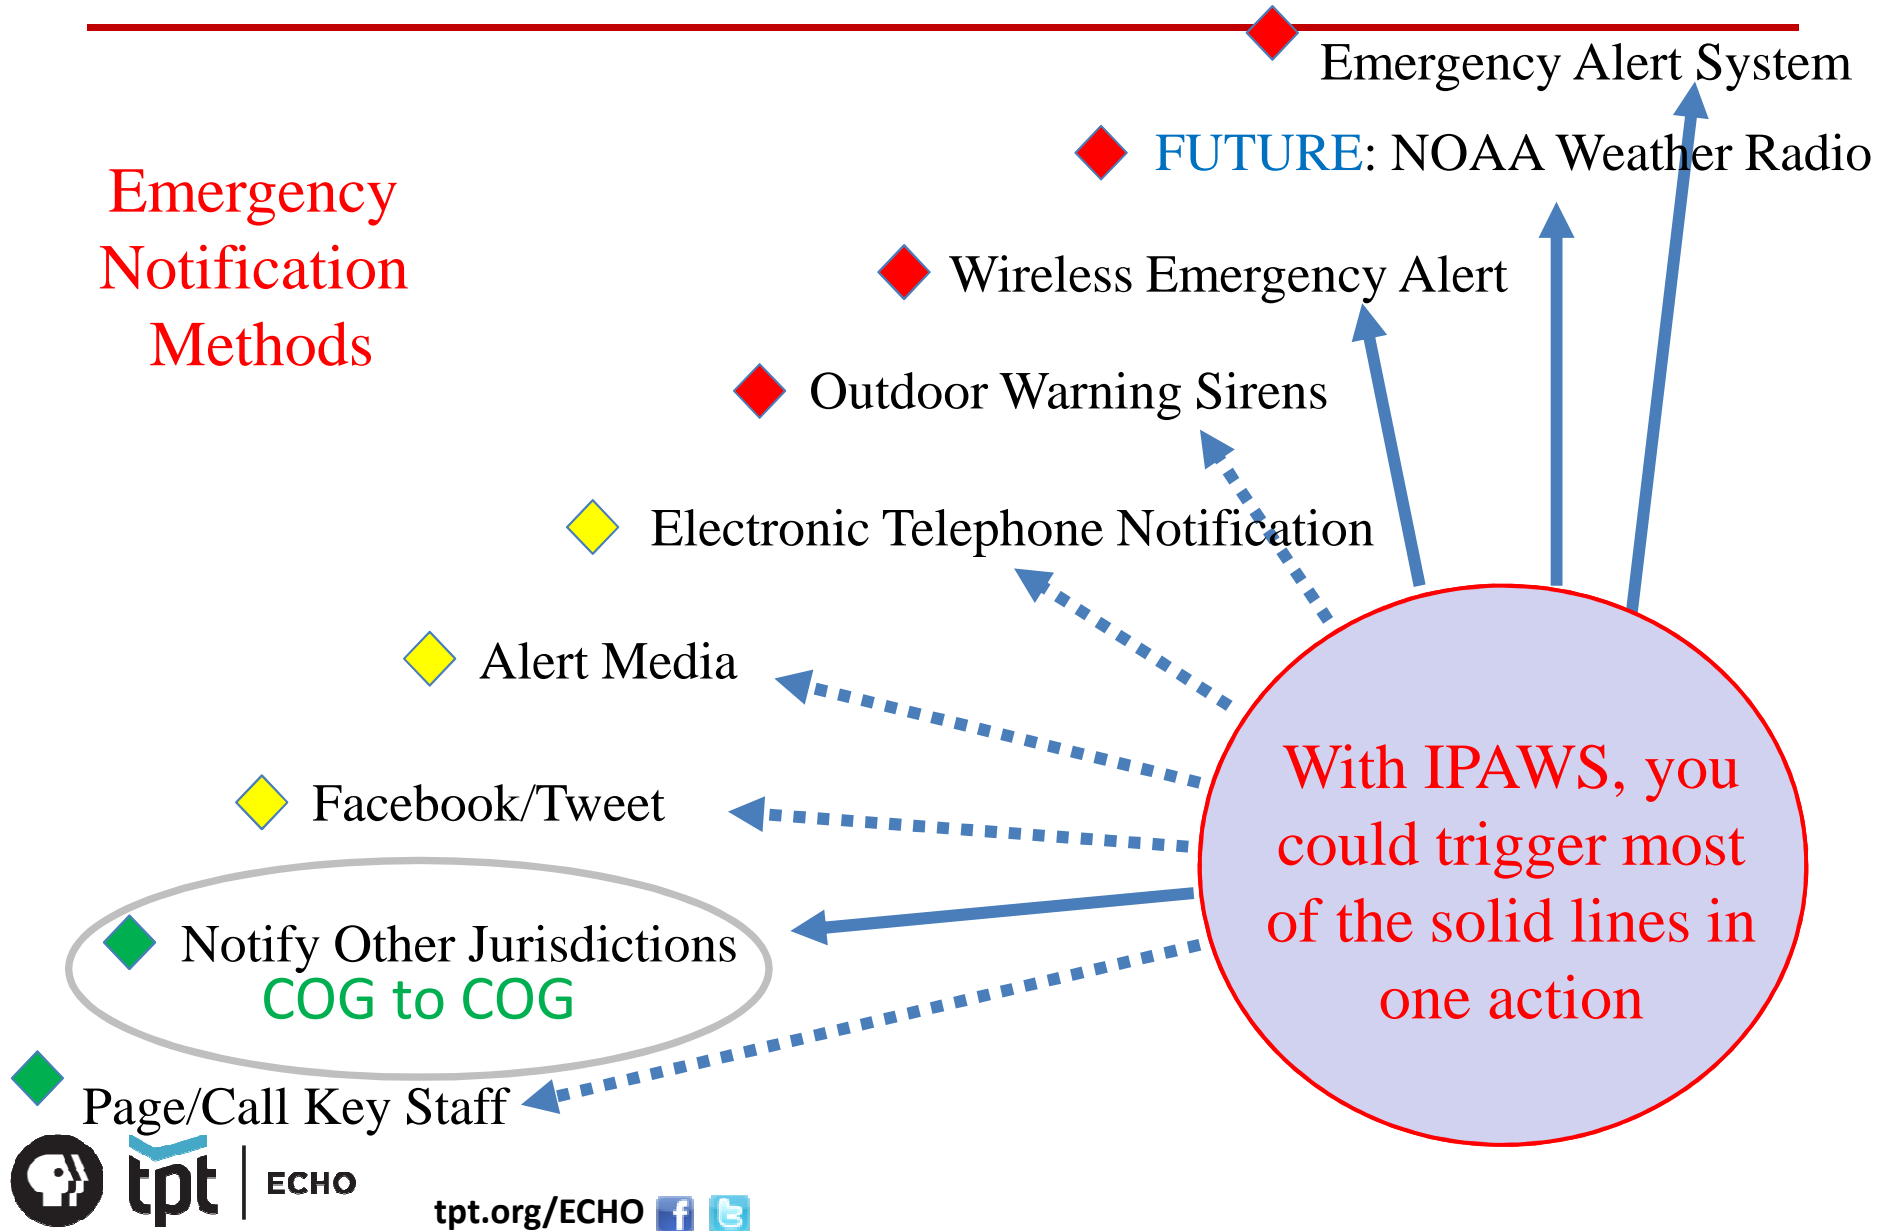 Emergency Alert System
FUTURE: NOAA Weather Radio
Emergency
Notification
Methods
Wireless Emergency Alert
Outdoor Warning Sirens
Electronic Telephone Notification
Alert Media
Facebook/Tweet
Notify Other Jurisdictions
COG to COG
Page/Call Key Staff
With IPAWS, you
could trigger most
of the solid lines in
one action
tpt
ECHO
tpt.org/ECHO